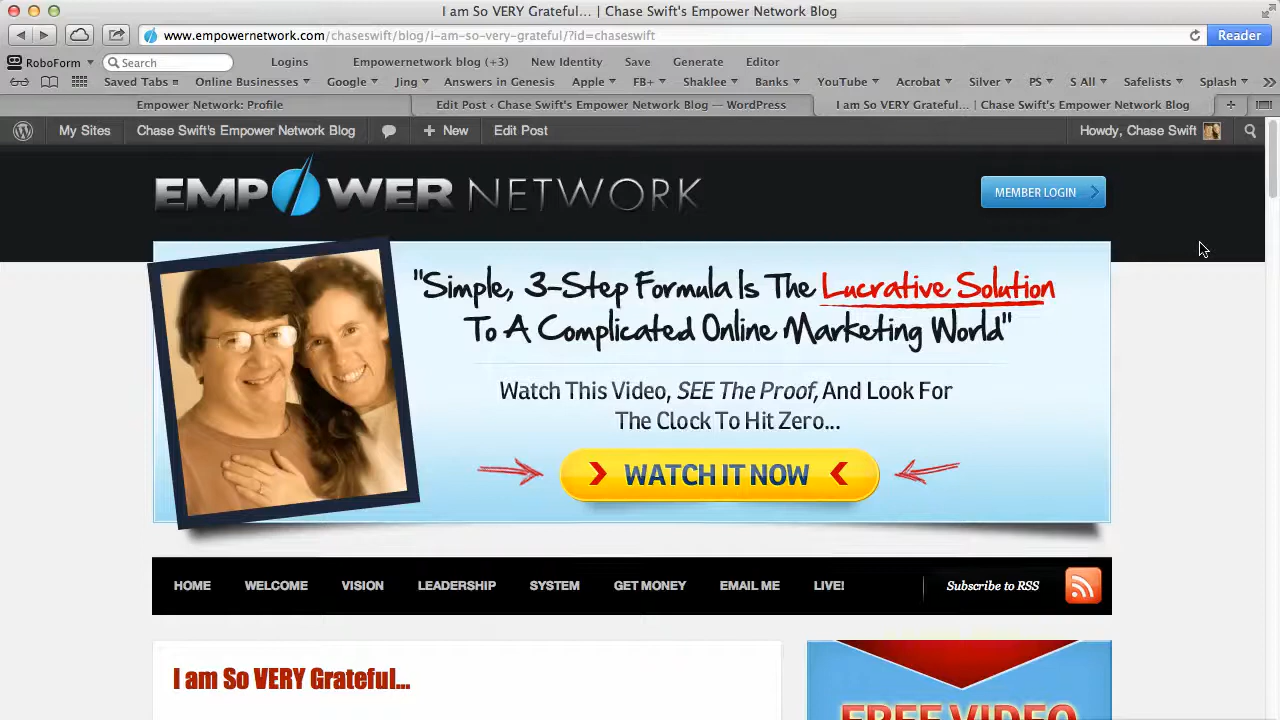 I am So VERY Grateful... | Chase Swift's Empower Network Blog
www.empowernetwork.com/chaseswift/blog/i-am-so-very-grateful/?id=chaseswift
Reader
RoboForm Search Logins Empowernetwork blog (+3) New Identity Save Generate Editor
Saved Tabs Online Businesses Google Jing Answers in Genesis Apple FB+ Shaklee Banks YouTube Acrobat Silver PS S All Safelists Splash
Empower Network: Profile
Edit Post ‹ Chase Swift's Empower Network Blog — WordPress
I am So VERY Grateful... | Chase Swift's Empower Network Blog
My Sites Chase Swift's Empower Network Blog + New Edit Post Howdy, Chase Swift
EMPOWER NETWORK
MEMBER LOGIN
"Simple, 3-Step Formula Is The Lucrative Solution
To A Complicated Online Marketing World"
Watch This Video, SEE The Proof, And Look For
The Clock To Hit Zero...
WATCH IT NOW
HOME WELCOME VISION LEADERSHIP SYSTEM GET MONEY EMAIL ME LIVE! Subscribe to RSS
I am So VERY Grateful...
FREE VIDEO